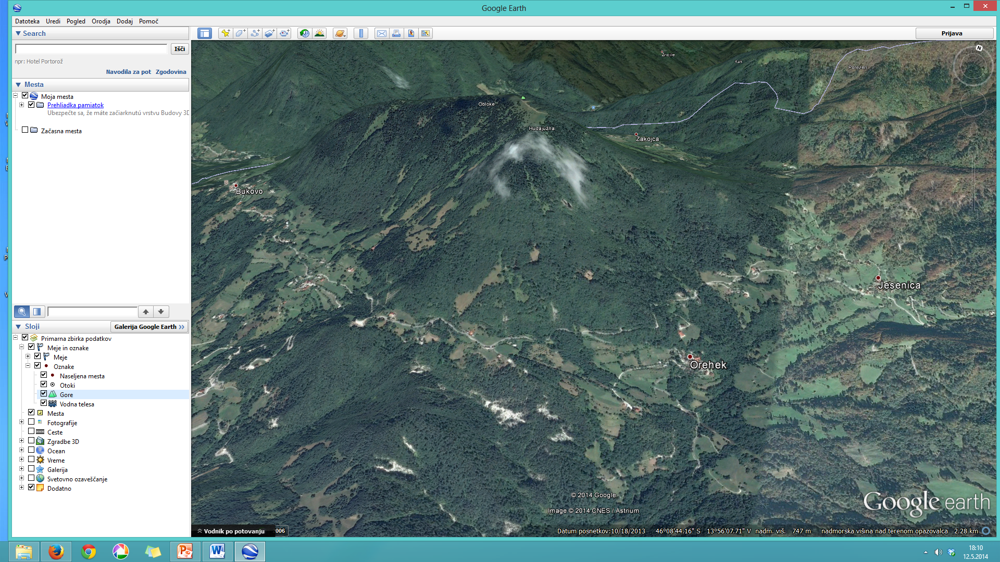 Google Earth
Datoteka Uredi Pogled Orodja Dodaj Pomoč
Search
Išči
npr: Hotel Portorož
Navodila za pot Zgodovina
Mesta
Moja mesta
Prehliadka pamiatok
Ubezpečte sa, že máte začiarknutú vrstvu Budovy 3D
Začasna mesta
Sloji
Galerija Google Earth >>
Primarna zbirka podatkov
Meje in oznake
Meje
Oznake
Naseljena mesta
Otoki
Gore
Vodna telesa
Mesta
Fotografije
Ceste
Zgradbe 3D
Ocean
Vreme
Galerija
Svetovno ozaveščanje
Dodatno
Prijava
N
Znojile
Kuk
Porezen
Obloke
Hudajužna
Zakojca
Bukovo
Jesenica
Orehek
© 2014 Google
Image © 2014 CNES / Astrium
Google earth
Vodnik po potovanju
006
Datum posnetkov:10/18/2013 46°08'44.16" S 13°56'07.71" V nadm. viš. 747 m nadmorska višina nad terenom opazovalca 2.28 km
18:10
12.5.2014